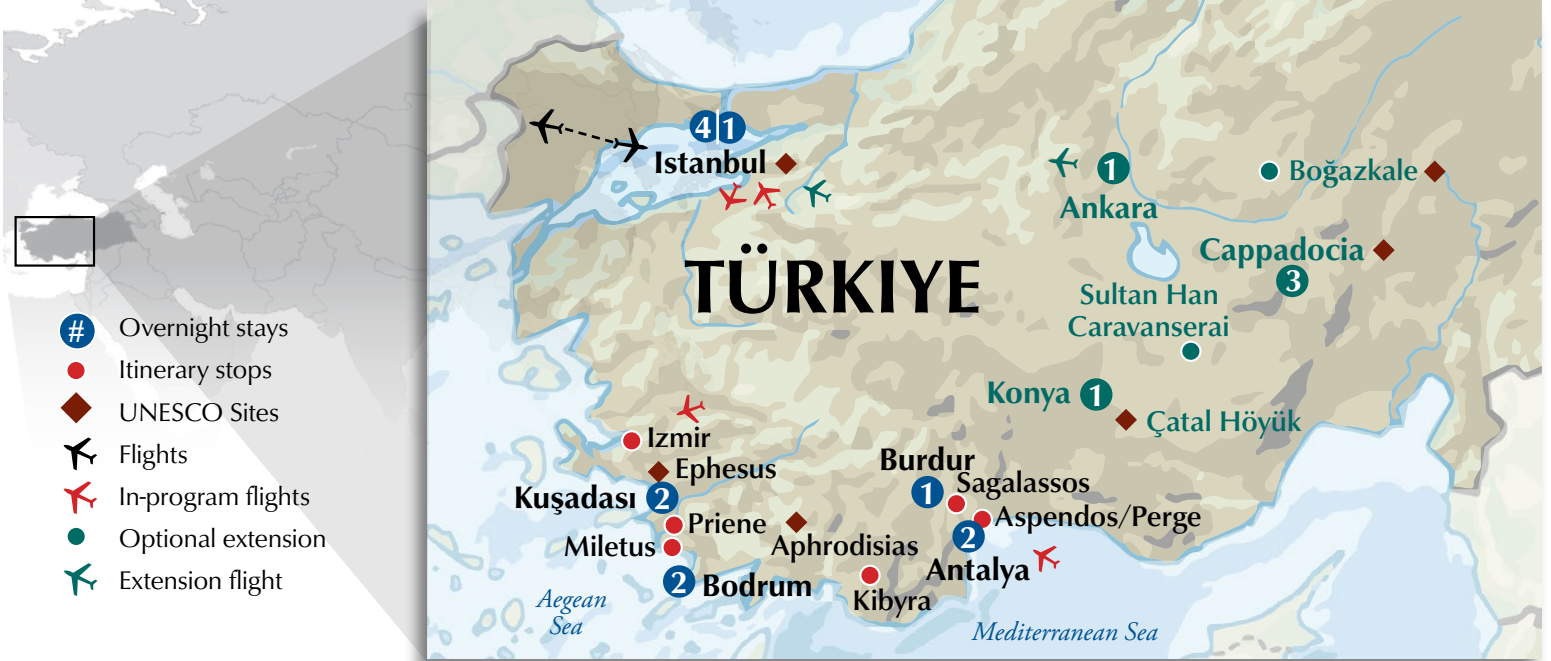 #
Overnight stays
Itinerary stops
UNESCO Sites
Flights
In-program flights
Optional extension
Extension flight
4 1
Istanbul
1
Ankara
Boğazkale
Cappadocia
3
TÜRKIYE
Sultan Han
Caravanserai
Konya 1
Çatal Höyük
Izmir
Ephesus
Kuşadası 2
Priene
Miletus
2 Bodrum
Aphrodisias
Kibyra
Burdur
1
Sagalassos
Aspendos/Perge
2
Antalya
Aegean
Sea
Mediterranean Sea